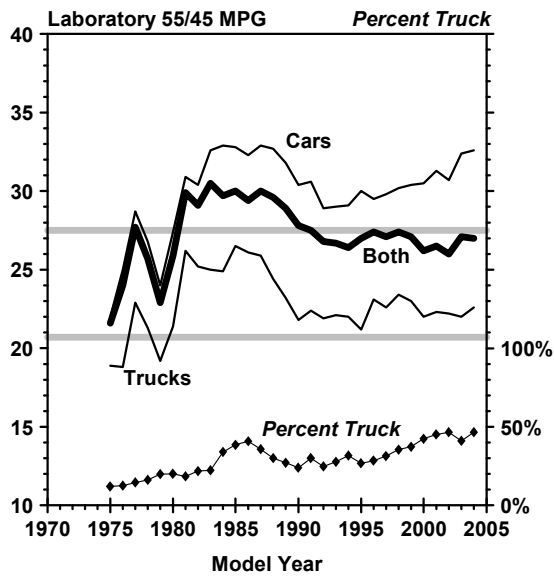 Laboratory 55/45 MPG Percent Truck
40
35
Cars
30
Both
25
20 100%
Trucks
Percent Truck
15 50%
10 0%
1970 1975 1980 1985 1990 1995 2000 2005
Model Year